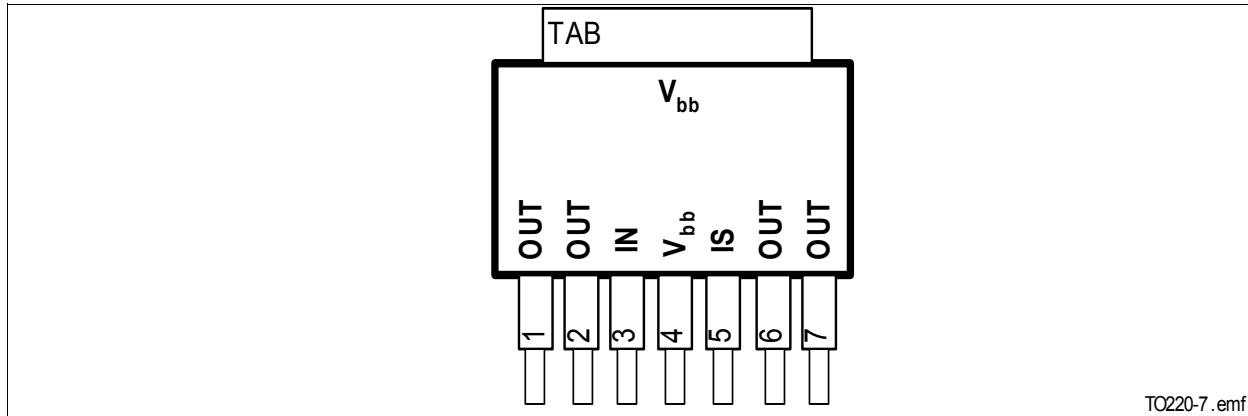 TAB
Vbb
OUT OUT IN Vbb IS OUT OUT
1 2 3 4 5 6 7
TO220-7.emf